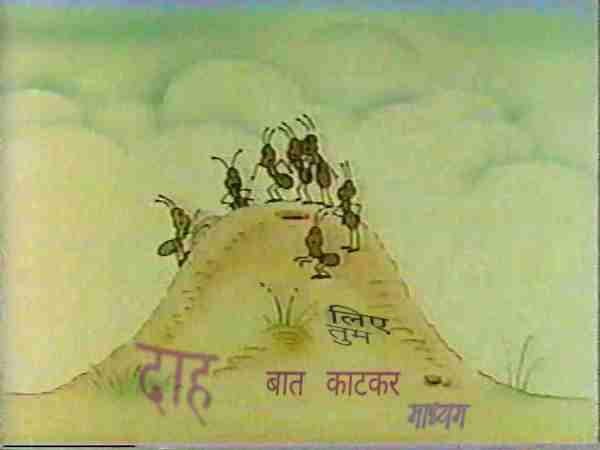 लिए
तुम
दाह
बात काटकर
माध्यम